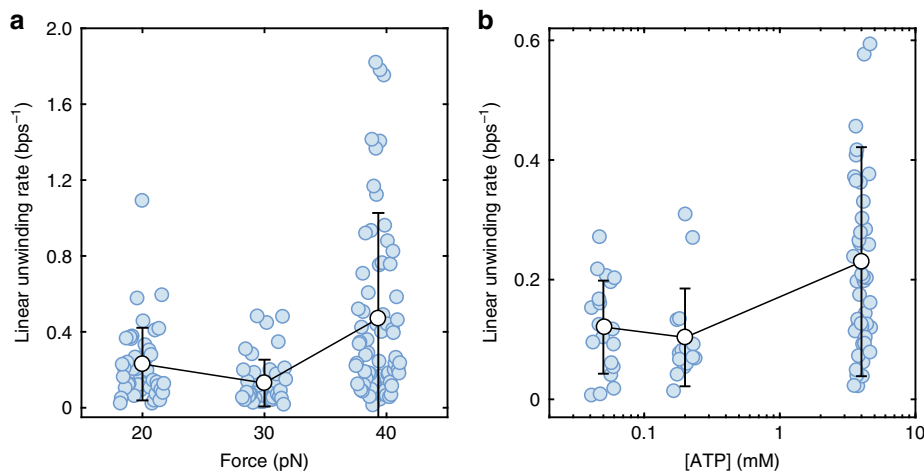 a
2.0
1.6
1.2
0.8
0.4
0
Linear unwinding rate (bps⁻¹)
20
30
40
Force (pN)
b
0.6
0.4
0.2
0
Linear unwinding rate (bps⁻¹)
0.1
1
10
[ATP] (mM)